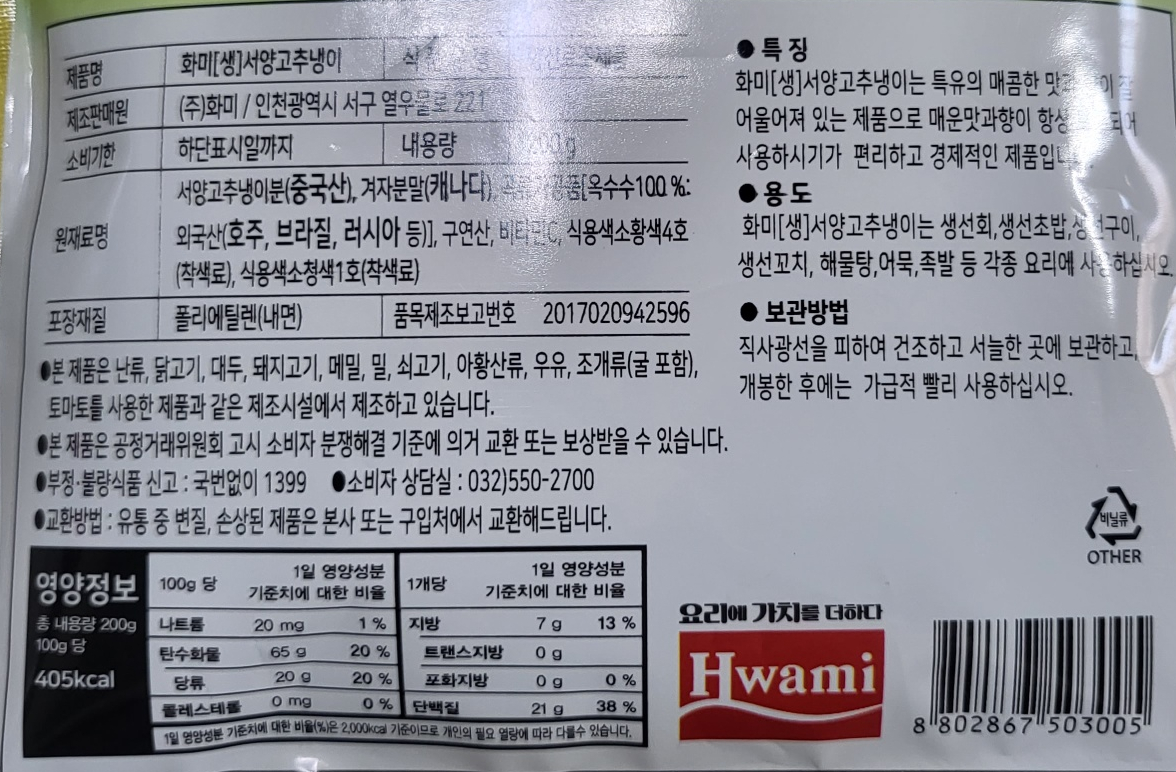 제품명 화미[생]서양고추냉이
제조판매원 (주)화미 / 인천광역시 서구 열우물로 221
소비기한 하단표시일까지 내용량 200g
원재료명 서양고추냉이분(중국산), 겨자분말(캐나다), [옥수수100%:
외국산(호주, 브라질, 러시아 등)], 구연산, 비타민C, 식용색소황색4호
(착색료), 식용색소청색1호(착색료)
포장재질 폴리에틸렌(내면) 품목제조보고번호 2017020942596
●본 제품은 난류, 닭고기, 대두, 돼지고기, 메밀, 밀, 쇠고기, 아황산류, 우유, 조개류(굴 포함),
토마토를 사용한 제품과 같은 제조시설에서 제조하고 있습니다.
●본 제품은 공정거래위원회 고시 소비자 분쟁해결 기준에 의거 교환 또는 보상받을 수 있습니다.
●부정·불량식품 신고 : 국번없이 1399 ●소비자 상담실 : 032)550-2700
●교환방법 : 유통 중 변질, 손상된 제품은 본사 또는 구입처에서 교환해드립니다.
● 특징
화미[생]서양고추냉이는 특유의 매콤한 잘
어울어져 있는 제품으로 매운맛과향이
사용하시기가 편리하고 경제적인
● 용도
화미[생]서양고추냉이는 생선회,생선초밥,생선구이,
생선꼬치, 해물탕,어묵,족발 등 각종 요리에 사용하십시오.
● 보관방법
직사광선을 피하여 건조하고 서늘한 곳에 보관하고,
개봉한 후에는 가급적 빨리 사용하십시오.
비닐류
OTHER
영양정보
총 내용량 200g
100g 당
405kcal
100g 당 1일 영양성분 기준치에 대한 비율 1개당 1일 영양성분 기준치에 대한 비율
나트륨 20 mg 1 % 지방 7 g 13 %
탄수화물 65 g 20 % 트랜스지방 0 g
당류 20 g 20 % 포화지방 0 g 0 %
콜레스테롤 0 mg 0 % 단백질 21 g 38 %
1일 영양성분 기준치에 대한 비율(%)은 2,000kcal 기준이므로 개인의 필요 열량에 따라 다를수 있습니다.
요리에 가치를 더하다
Hwami
8 802867 503005